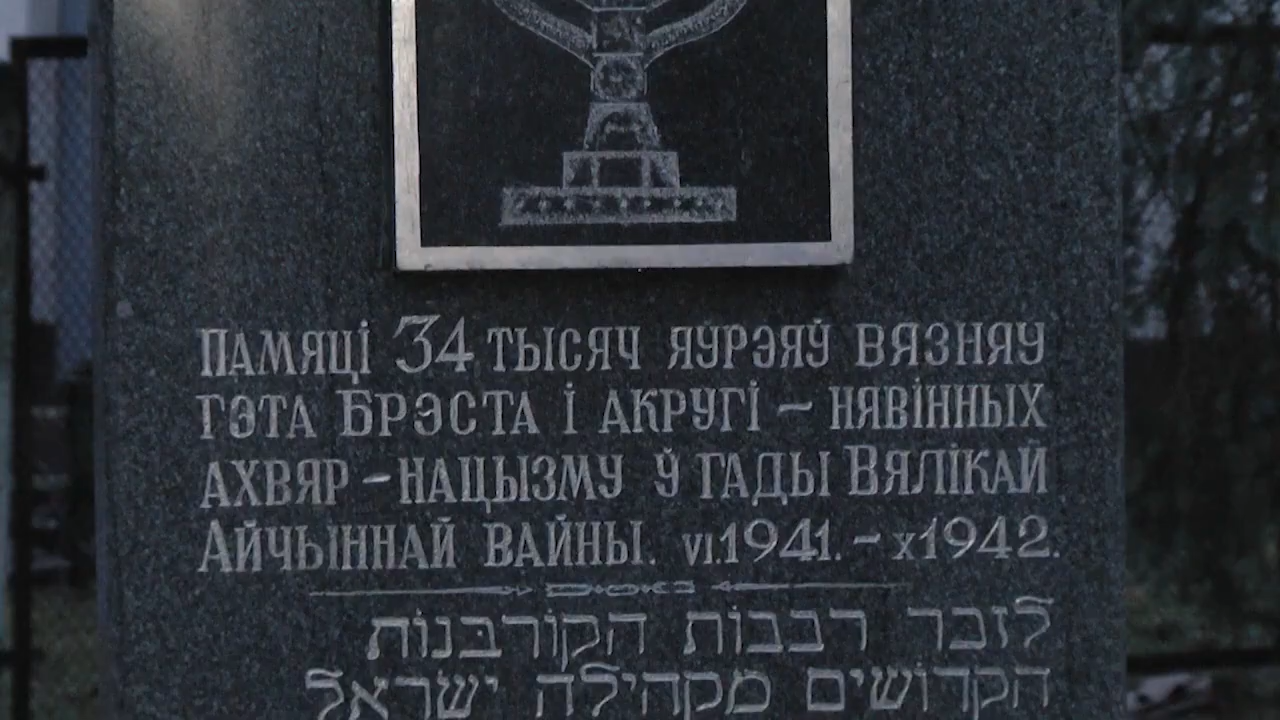 Памяці 34 тысяч яўрэяў вязняў
гэта Брэста і акругі – нявінных
ахвяр – нацызму ў гады Вялікай
Айчыннай вайны. VI.1941. – X1942.
לזכר רבבות הקורבנות
הקדושים מקהילה ישראל